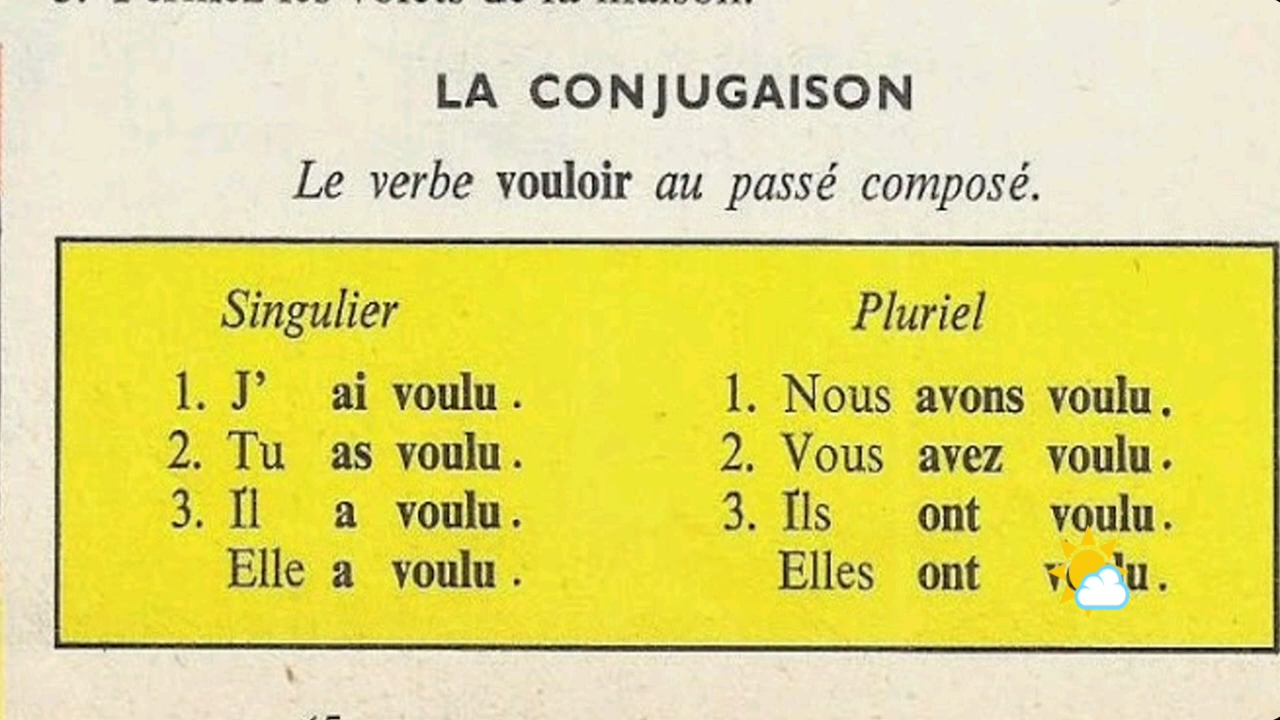 LA CONJUGAISON
Le verbe vouloir au passé composé.
Singulier
1. J' ai voulu.
2. Tu as voulu.
3. Il a voulu.
Elle a voulu.
Pluriel
1. Nous avons voulu.
2. Vous avez voulu.
3. Ils ont voulu.
Elles ont